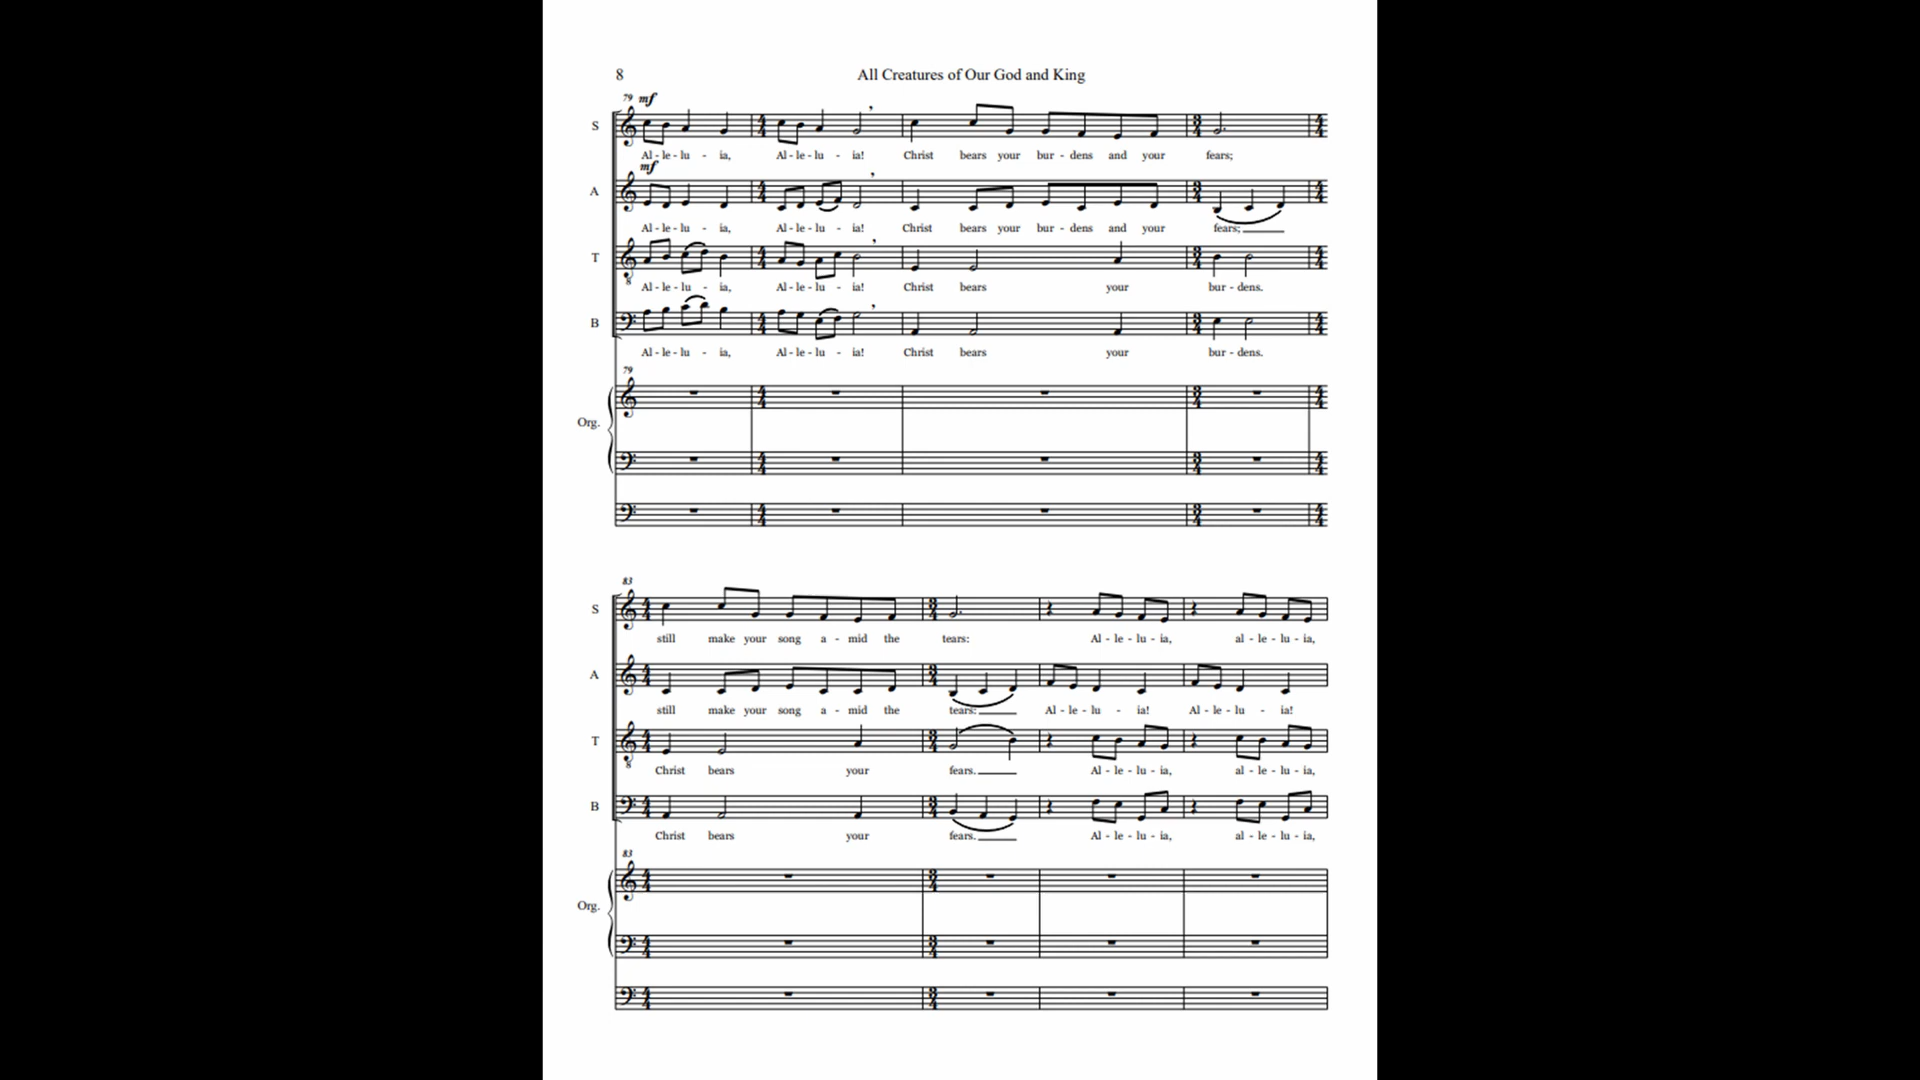 8 All Creatures of Our God and King
79 mf
S
Al - le - lu - ia, Al - le - lu - ia! Christ bears your bur - dens and your fears;
mf
A
Al - le - lu - ia, Al - le - lu - ia! Christ bears your bur - dens and your fears;
T
8
Al - le - lu - ia, Al - le - lu - ia! Christ bears your bur - dens.
B
Al - le - lu - ia, Al - le - lu - ia! Christ bears your bur - dens.
79
Org.
83
S
still make your song a - mid the tears: Al - le - lu - ia, al - le - lu - ia,
A
still make your song a - mid the tears: Al - le - lu - ia! Al - le - lu - ia!
T
8
Christ bears your fears. Al - le - lu - ia, al - le - lu - ia,
B
Christ bears your fears. Al - le - lu - ia, al - le - lu - ia,
83
Org.